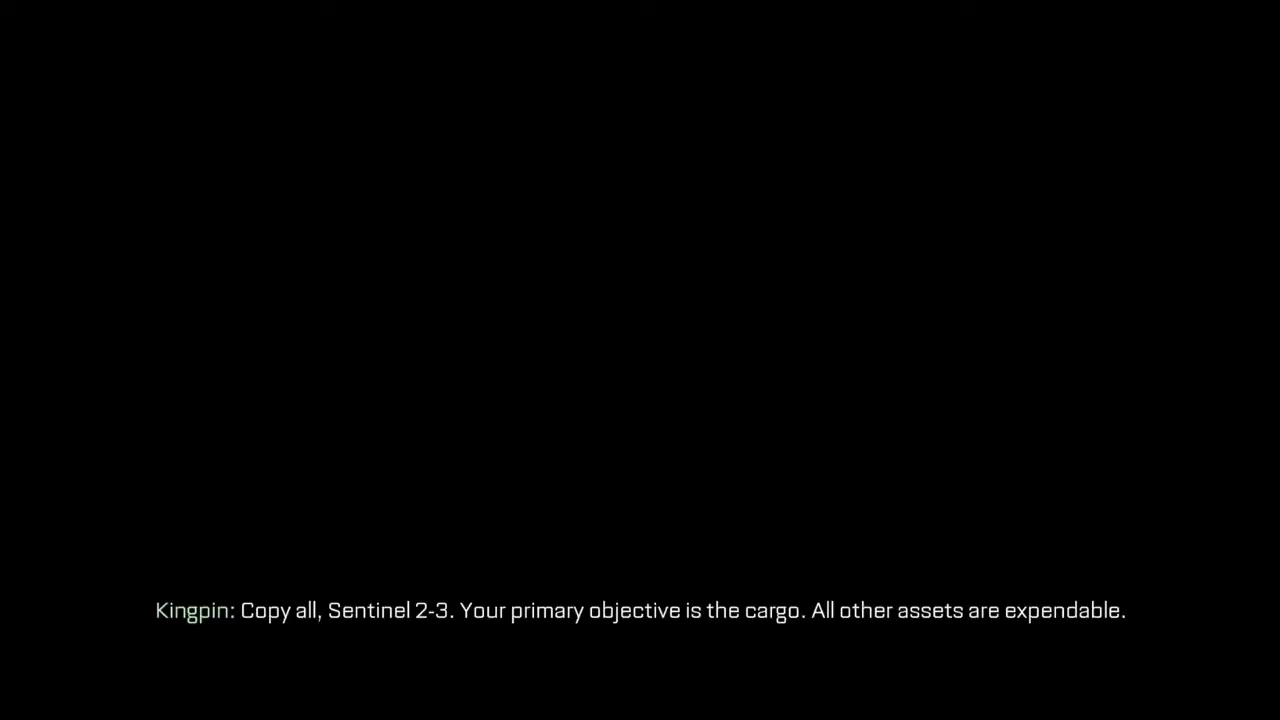 Kingpin: Copy all, Sentinel 2-3. Your primary objective is the cargo. All other assets are expendable.